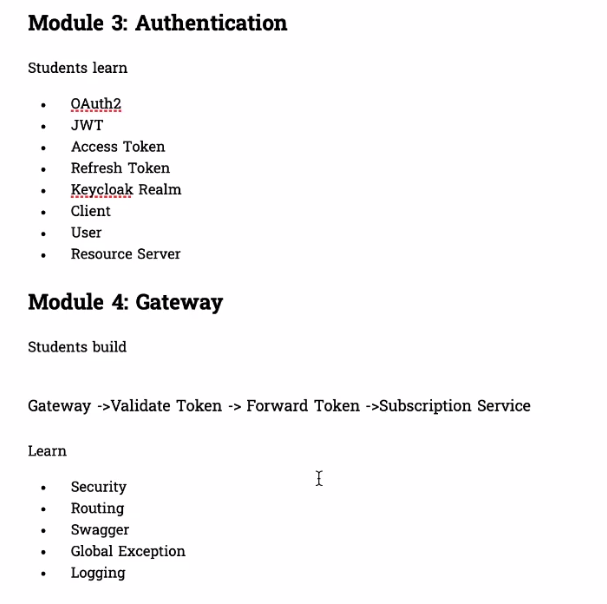 Module 3: Authentication
Students learn
• OAuth2
• JWT
• Access Token
• Refresh Token
• Keycloak Realm
• Client
• User
• Resource Server
Module 4: Gateway
Students build
Gateway ->Validate Token -> Forward Token ->Subscription Service
Learn
• Security
• Routing
• Swagger
• Global Exception
• Logging